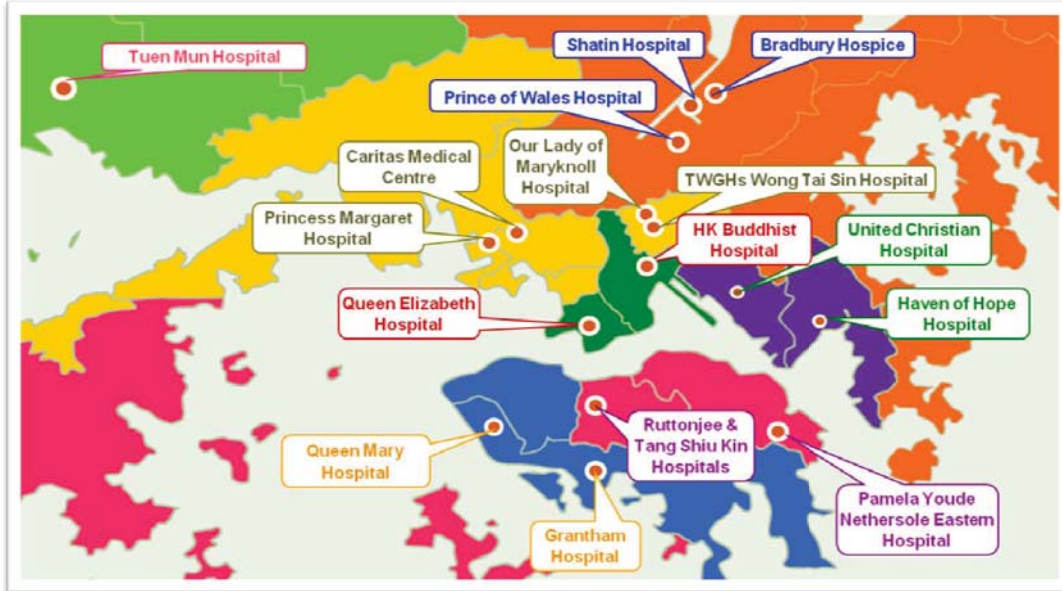 Tuen Mun Hospital
Shatin Hospital
Bradbury Hospice
Prince of Wales Hospital
Our Lady of
Maryknoll
Hospital
Caritas Medical
Centre
TWGHs Wong Tai Sin Hospital
Princess Margaret
Hospital
HK Buddhist
Hospital
United Christian
Hospital
Queen Elizabeth
Hospital
Haven of Hope
Hospital
Queen Mary
Hospital
Ruttonjee &
Tang Shiu Kin
Hospitals
Grantham
Hospital
Pamela Youde
Nethersole Eastern
Hospital